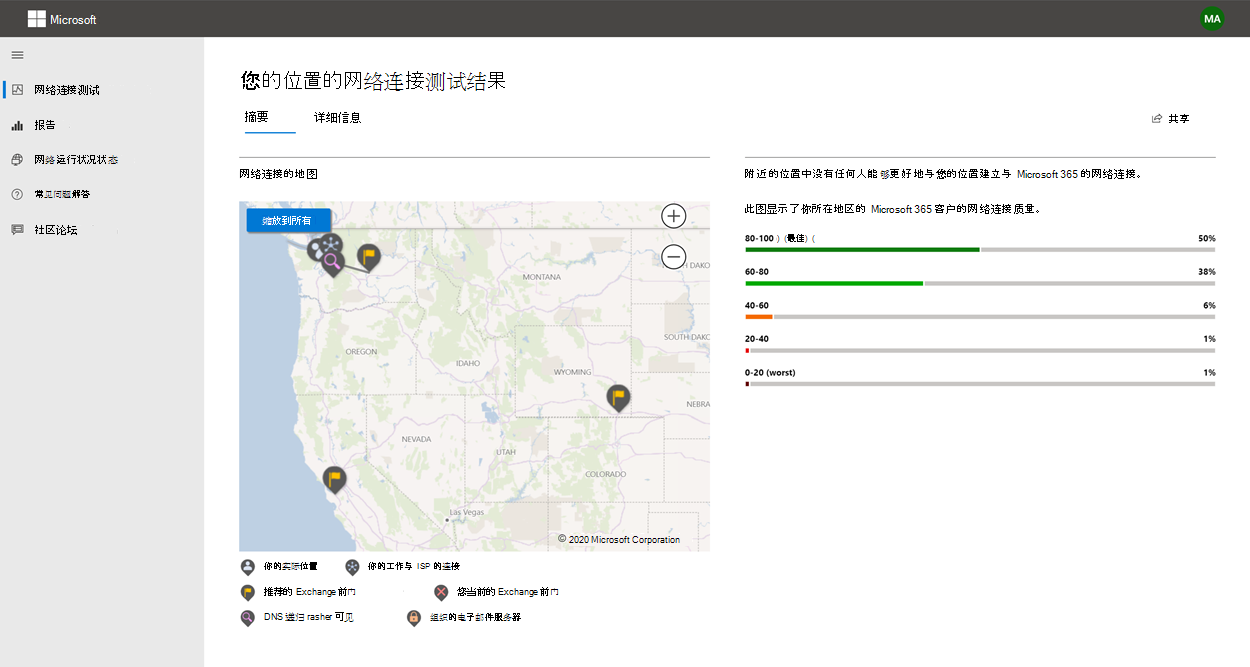 Microsoft
MA
网络连接测试
报告
网络运行状况状态
常见问题解答
社区论坛
您的位置的网络连接测试结果
摘要
详细信息
共享
网络连接的地图
缩放到所有
MONTANA
DAKO
SOUTH DAKO
OREGON
IDAHO
WYOMING
NEBRA
NEVADA
UTAH
COLORADO
Las Vegas
© 2020 Microsoft Corporation
你的实际位置
你的工作与 ISP 的连接
推荐的 Exchange 前门
您当前的 Exchange 前门
DNS 递归 rasher 可见
组织的电子邮件服务器
附近的位置中没有任何人能够更好地与您的位置建立与 Microsoft 365 的网络连接。
此图显示了你所在地区的 Microsoft 365 客户的网络连接质量。
80-100 ) (最佳) ( 50%
60-80 38%
40-60 6%
20-40 1%
0-20 (worst) 1%